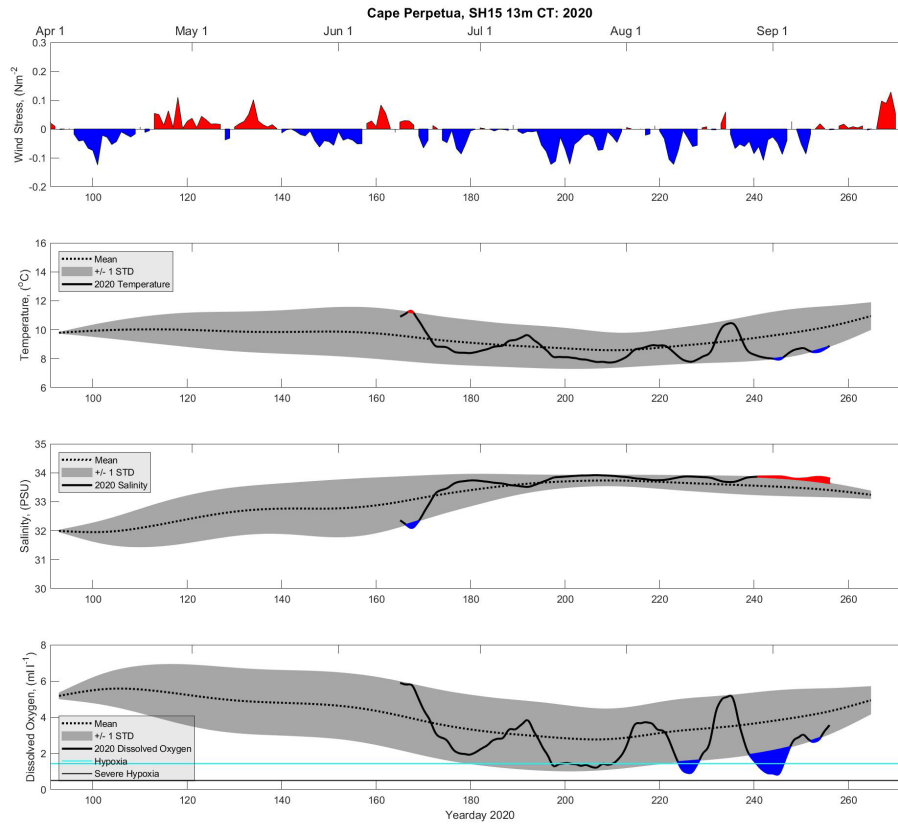 Cape Perpetua, SH15 13m CT: 2020
Apr 1 May 1 Jun 1 Jul 1 Aug 1 Sep 1
Wind Stress, (Nm-2
0.3
0.2
0.1
0
-0.1
-0.2
100 120 140 160 180 200 220 240 260
Temperature, (°C)
16
14
12
10
8
6
Mean
+/- 1 STD
2020 Temperature
100 120 140 160 180 200 220 240 260
Salinity, (PSU)
35
34
33
32
31
30
Mean
+/- 1 STD
2020 Salinity
100 120 140 160 180 200 220 240 260
Dissolved Oxygen, (ml l-1)
8
6
4
2
0
Mean
+/- 1 STD
2020 Dissolved Oxygen
Hypoxia
Severe Hypoxia
100 120 140 160 180 200 220 240 260
Yearday 2020